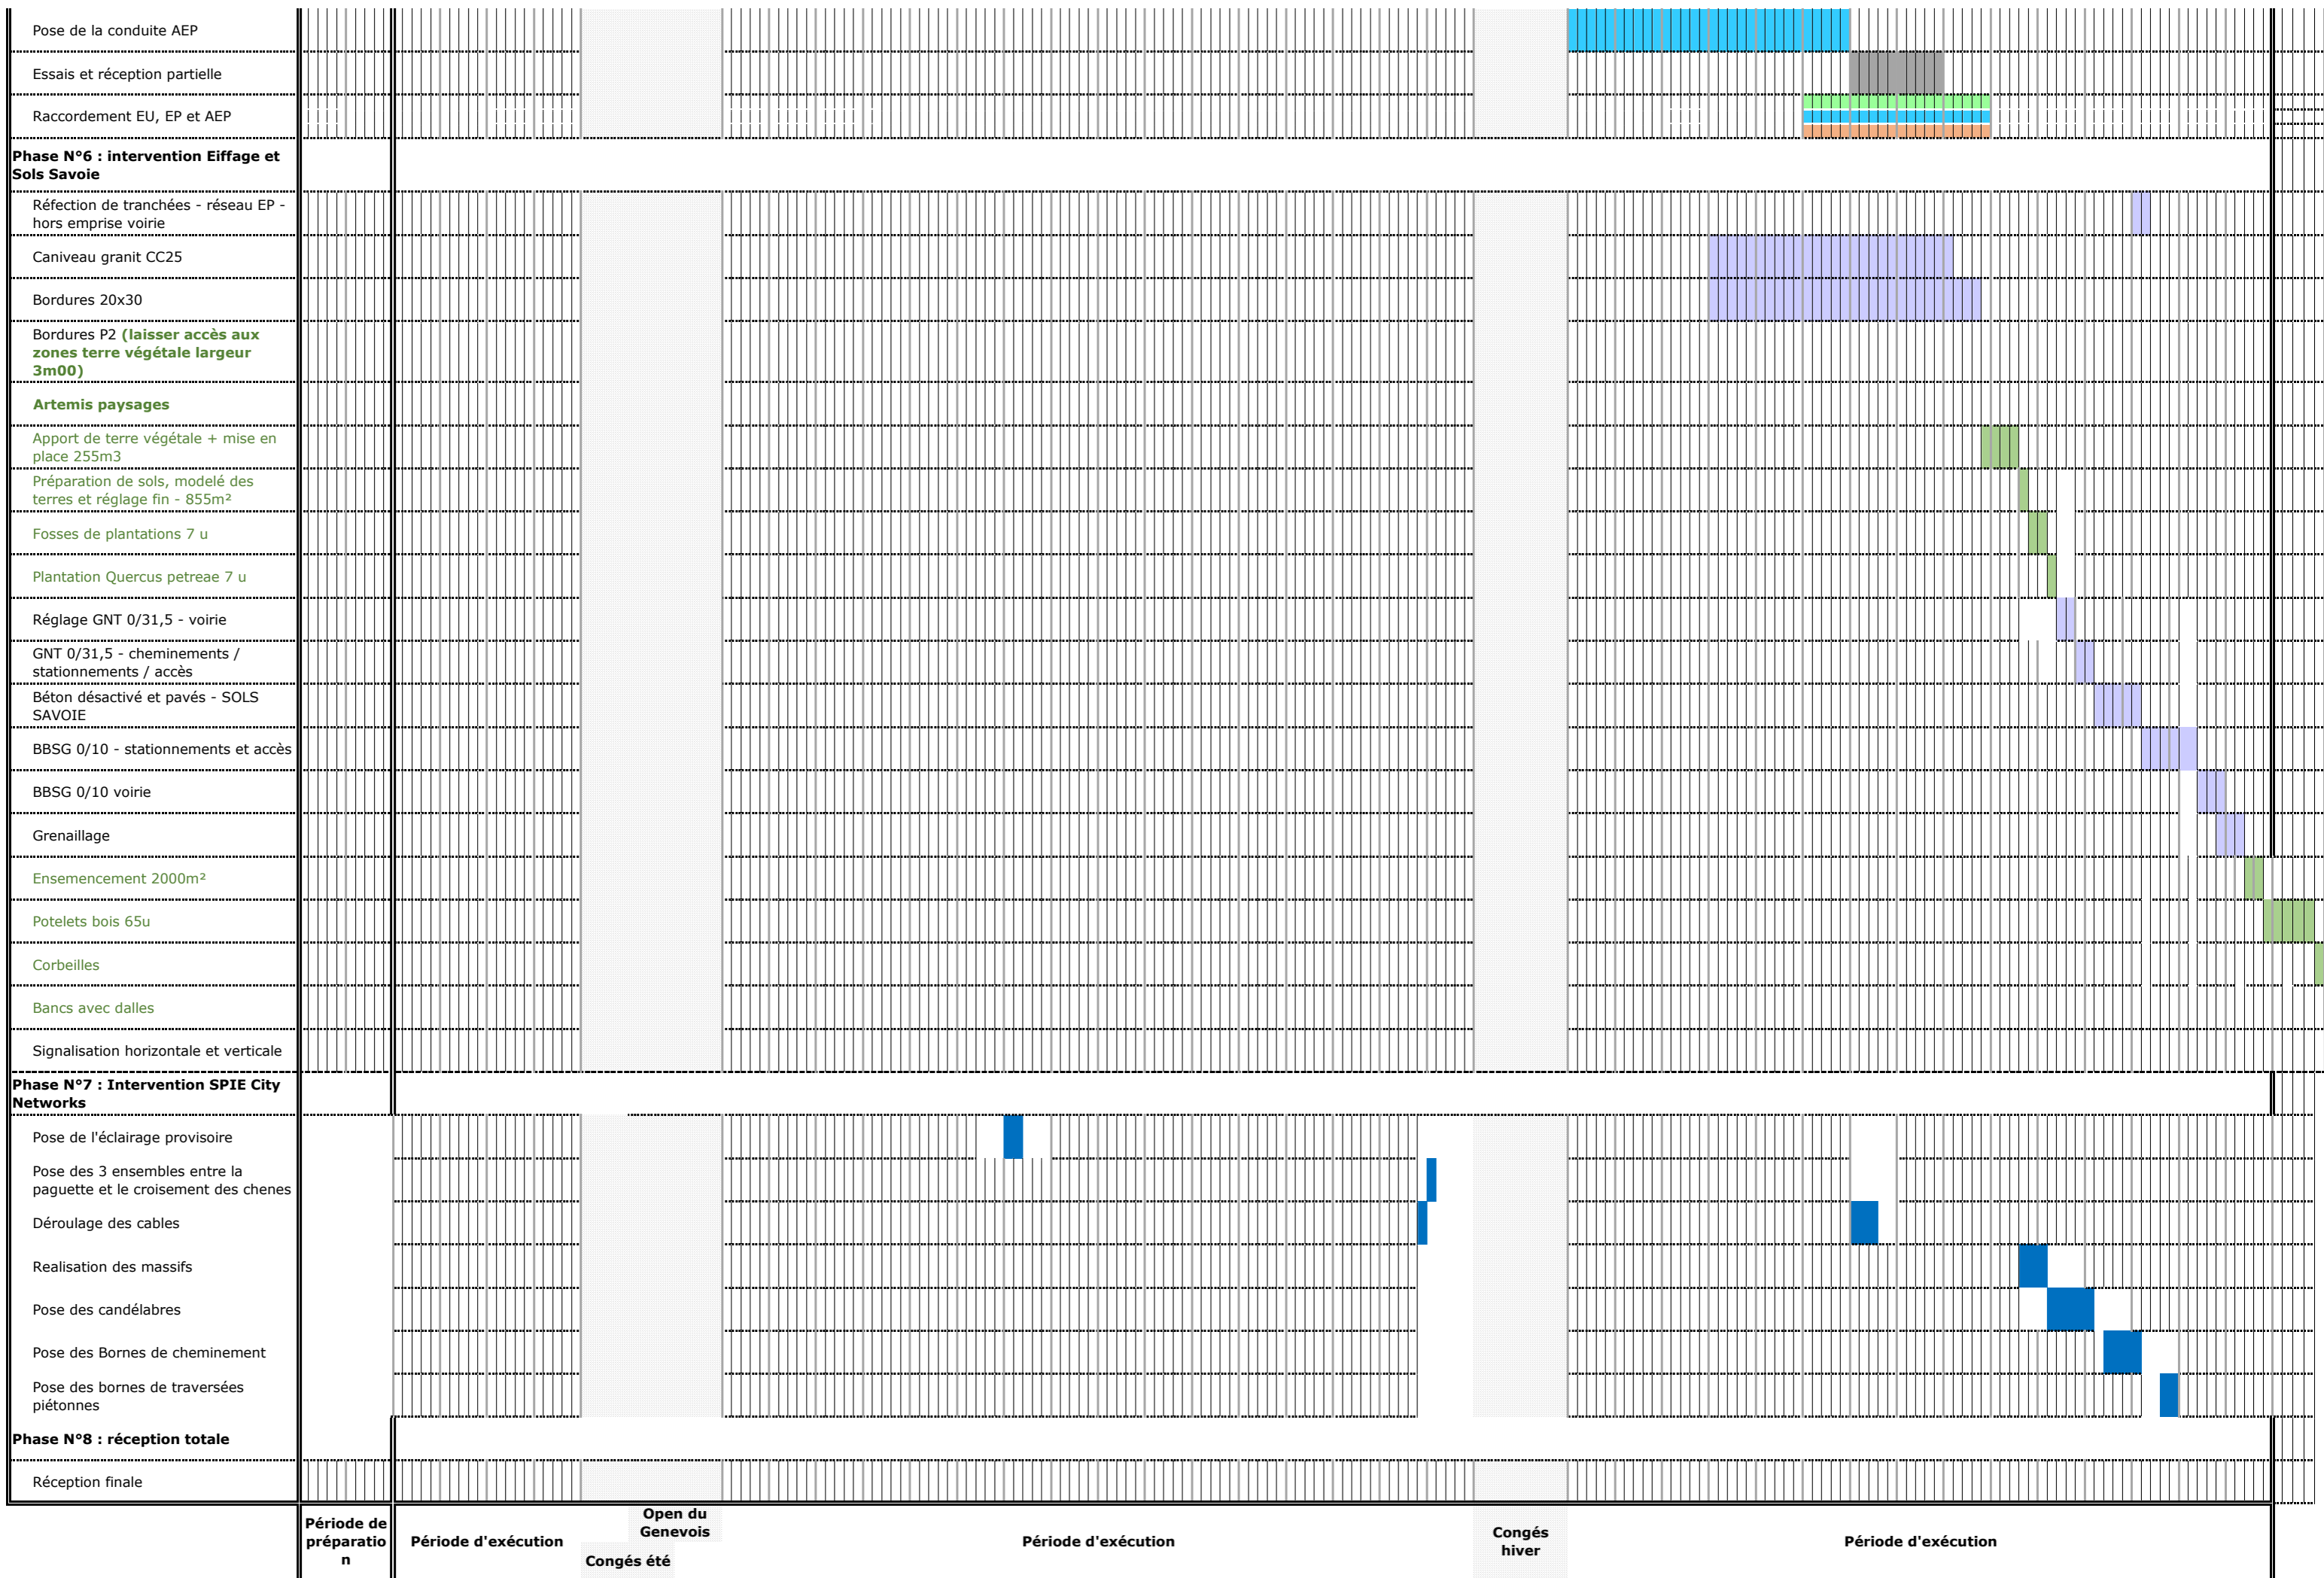 Pose de la conduite AEP
Essais et réception partielle
Raccordement EU, EP et AEP
Phase N°6 : intervention Eiffage et
Sols Savoie
Réfection de tranchées - réseau EP -
hors emprise voirie
Caniveau granit CC25
Bordures 20x30
Bordures P2 (laisser accès aux
zones terre végétale largeur
3m00)
Artemis paysages
Apport de terre végétale + mise en
place 255m3
Préparation de sols, modelé des
terres et réglage fin - 855m²
Fosses de plantations 7 u
Plantation Quercus petreae 7 u
Réglage GNT 0/31,5 - voirie
GNT 0/31,5 - cheminements /
stationnements / accès
Béton désactivé et pavés - SOLS
SAVOIE
BBSG 0/10 - stationnements et accès
BBSG 0/10 voirie
Grenaillage
Ensemencement 2000m²
Potelets bois 65u
Corbeilles
Bancs avec dalles
Signalisation horizontale et verticale
Phase N°7 : Intervention SPIE City
Networks
Pose de l'éclairage provisoire
Pose des 3 ensembles entre la
paguette et le croisement des chenes
Déroulage des cables
Realisation des massifs
Pose des candélabres
Pose des Bornes de cheminement
Pose des bornes de traversées
piétonnes
Phase N°8 : réception totale
Réception finale
Période de
préparatio
n
Période d'exécution
Open du
Genevois
Congés été
Période d'exécution
Congés
hiver
Période d'exécution